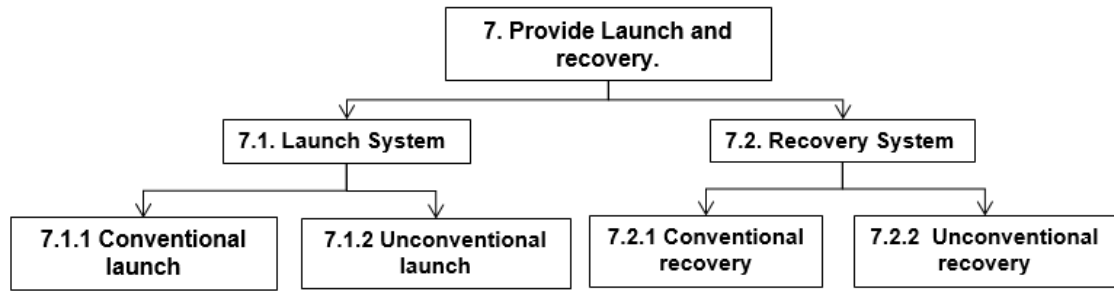 7. Provide Launch and
recovery.
7.1. Launch System
7.2. Recovery System
7.1.1 Conventional
launch
7.1.2 Unconventional
launch
7.2.1 Conventional
recovery
7.2.2 Unconventional
recovery